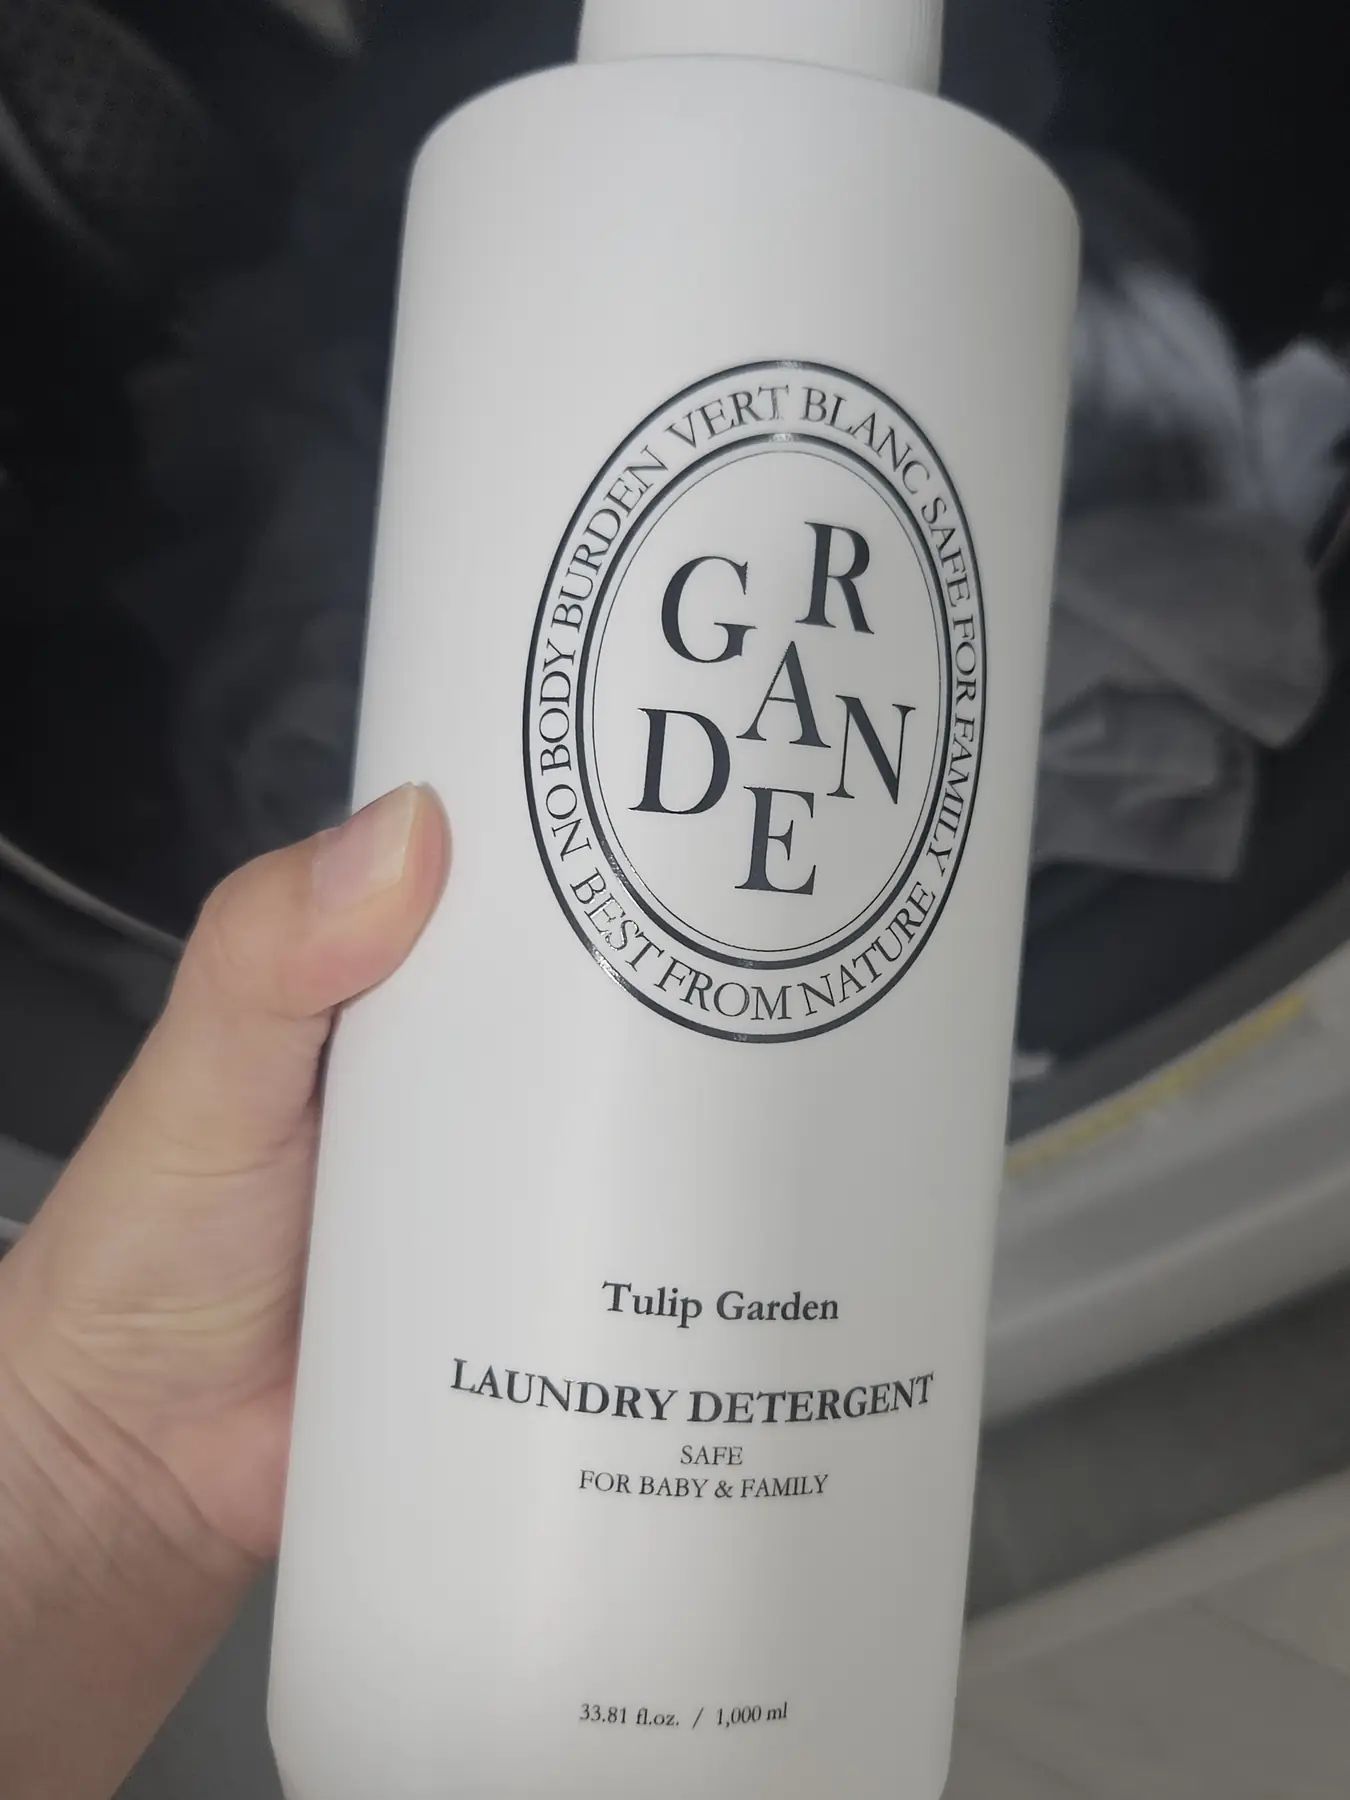 NO BODY BURDEN VERT BLANC SAFE FOR FAMILY
BEST FROM NATURE
GRANDE
Tulip Garden
LAUNDRY DETERGENT
SAFE
FOR BABY & FAMILY
33.81 fl.oz. / 1,000 ml